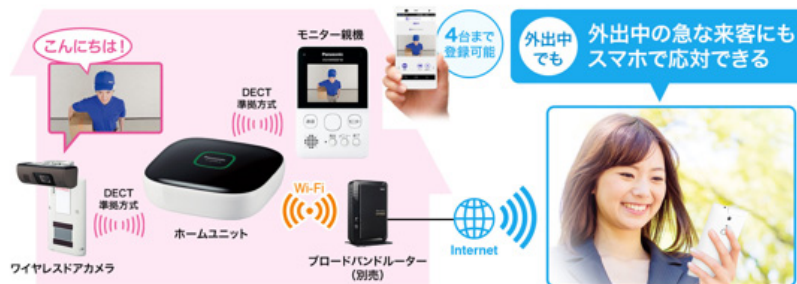 こんにちは!
モニター親機
Panasonic
4台まで
登録可能
外出中
でも
外出中の急な来客にも
スマホで応対できる
DECT
準拠方式
DECT
準拠方式
Wi-Fi
ホームユニット
ワイヤレスドアカメラ
ブロードバンドルーター
(別売)
Internet